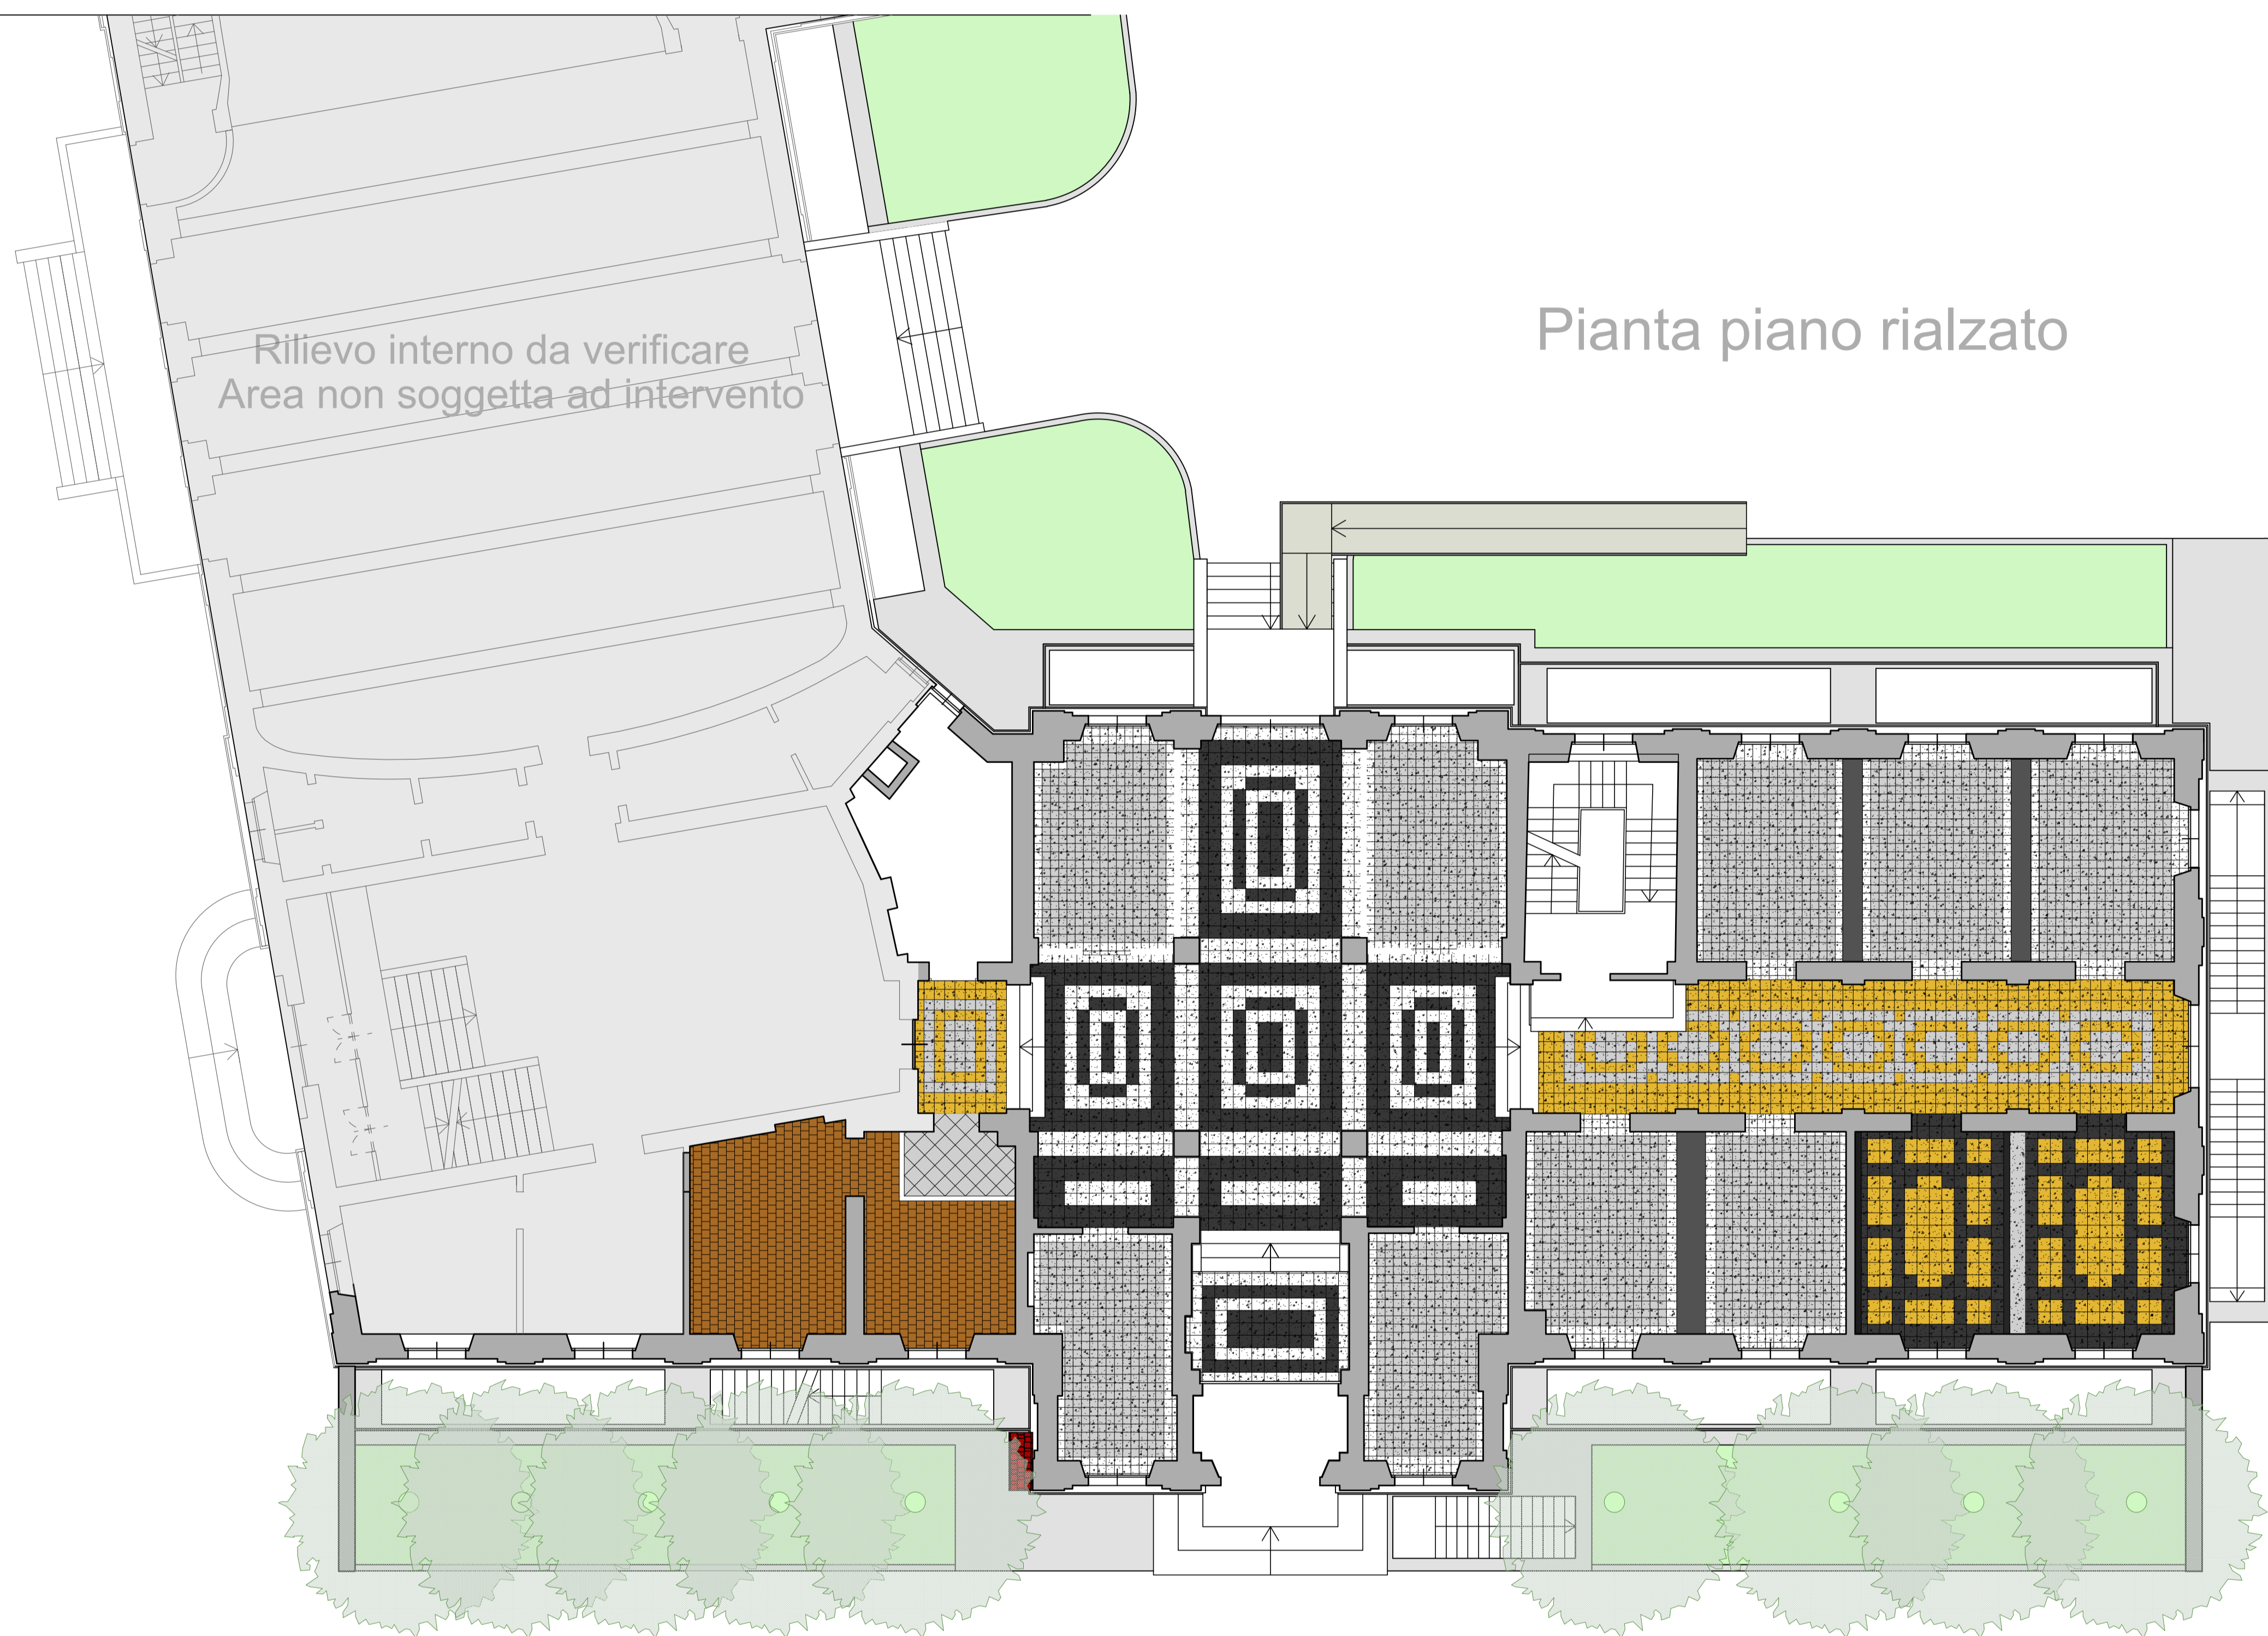 Pianta piano rialzato
Rilievo interno da verificare
Area non soggetta ad intervento